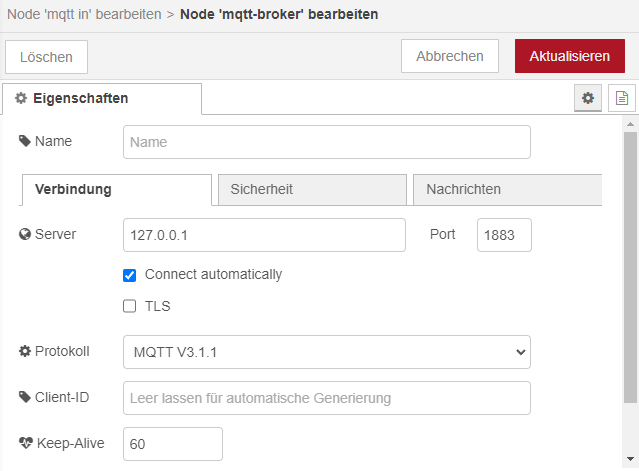 Node 'mqtt in' bearbeiten > Node 'mqtt-broker' bearbeiten
Löschen Abbrechen Aktualisieren
Eigenschaften
Name Name
Verbindung Sicherheit Nachrichten
Server 127.0.0.1 Port 1883
Connect automatically
TLS
Protokoll MQTT V3.1.1
Client-ID Leer lassen für automatische Generierung
Keep-Alive 60